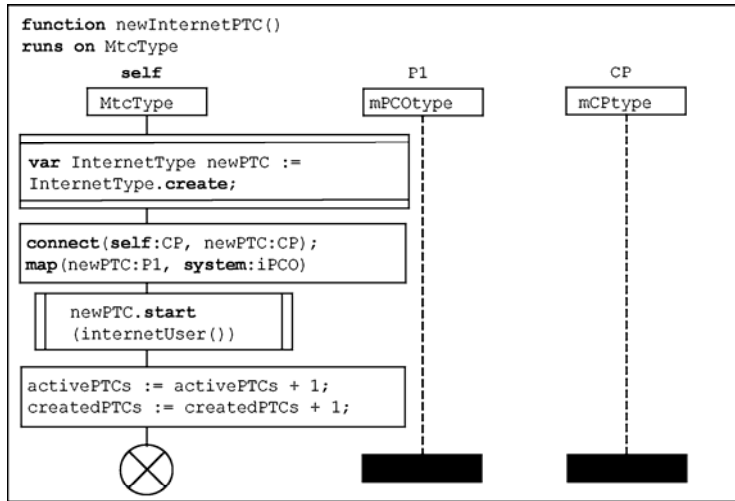 function newInternetPTC()
runs on MtcType
self P1 CP
MtcType mPCOtype mCPtype
var InternetType newPTC :=
InternetType.create;
connect(self:CP, newPTC:CP);
map(newPTC:P1, system:iPCO)
newPTC.start
(internetUser())
activePTCs := activePTCs + 1;
createdPTCs := createdPTCs + 1;